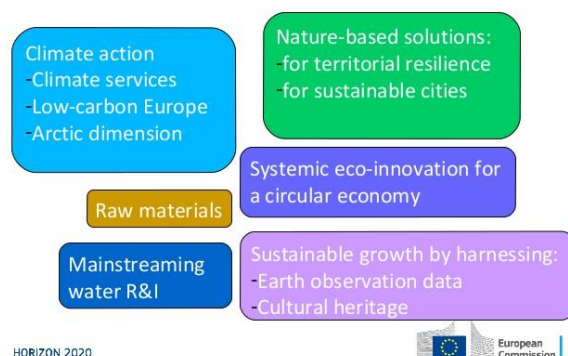 Climate action
-Climate services
-Low-carbon Europe
-Arctic dimension
Nature-based solutions:
-for territorial resilience
-for sustainable cities
Systemic eco-innovation for
a circular economy
Raw materials
Mainstreaming
water R&I
Sustainable growth by harnessing:
-Earth observation data
-Cultural heritage
HORIZON 2020
European
Commission